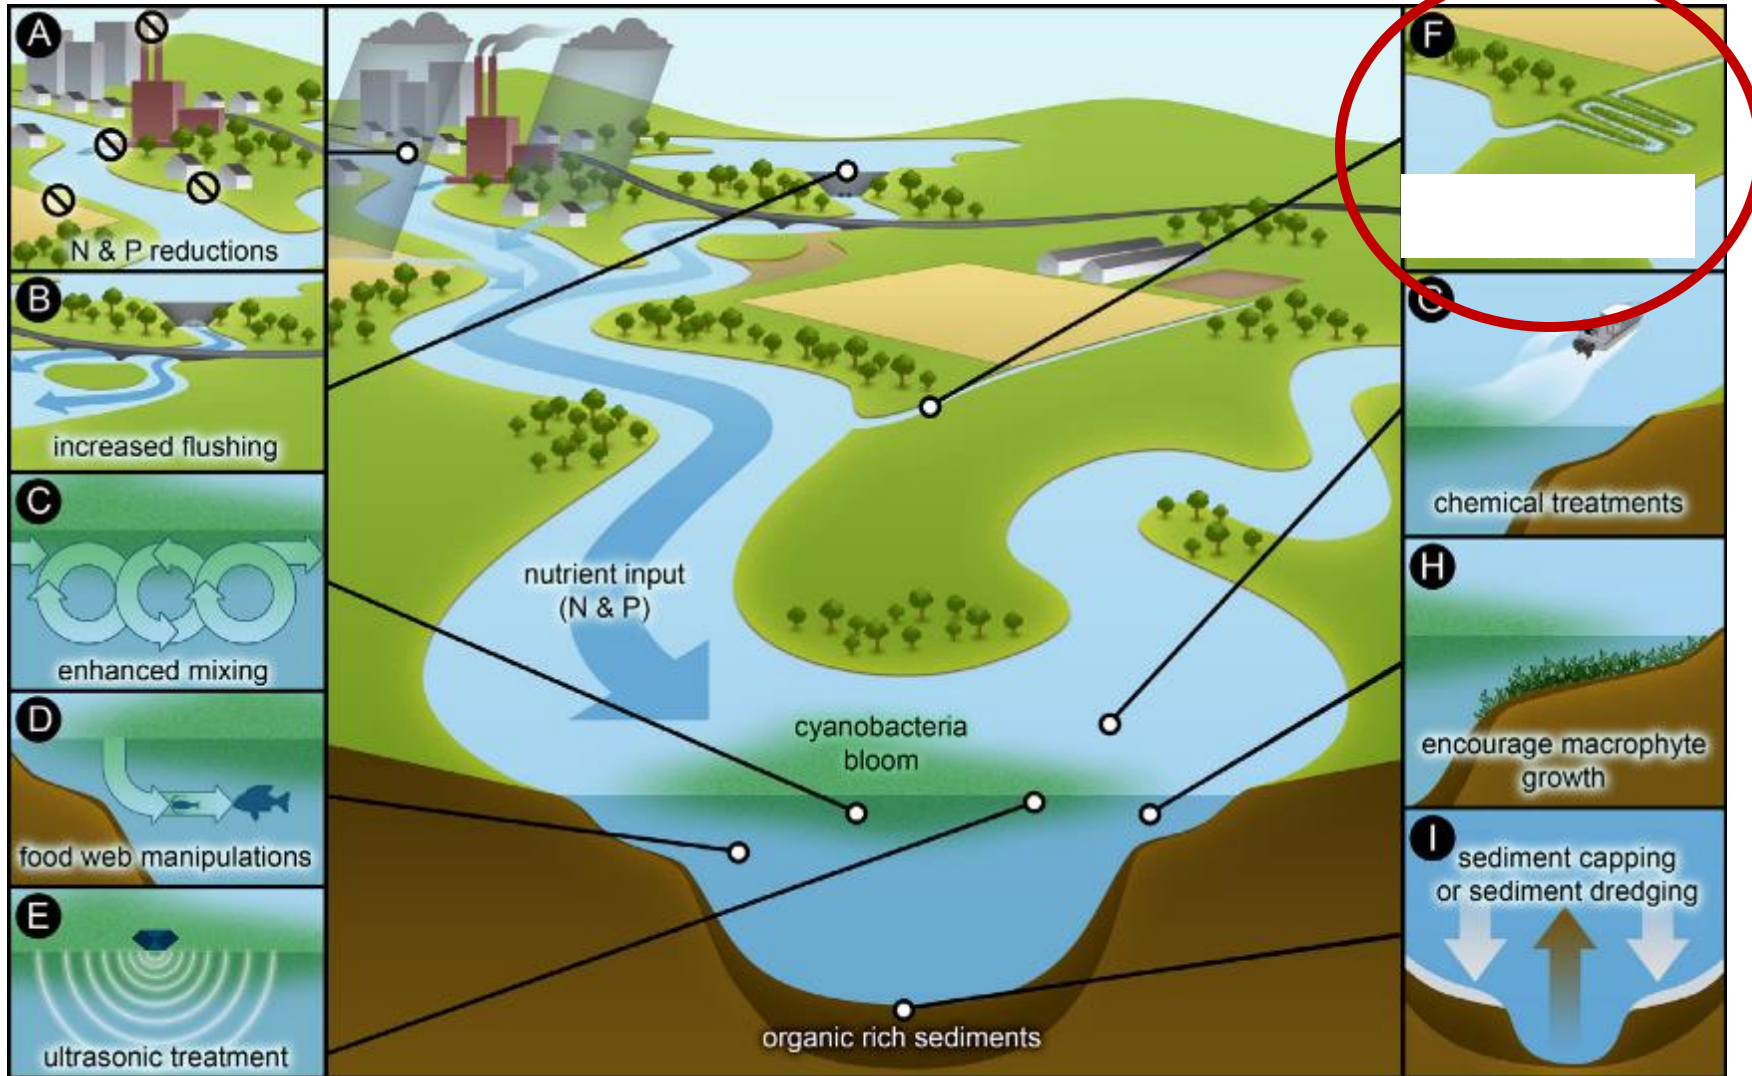 A
N & P reductions
B
increased flushing
C
enhanced mixing
D
food web manipulations
E
ultrasonic treatment
nutrient input
(N & P)
cyanobacteria
bloom
organic rich sediments
F
G
chemical treatments
H
encourage macrophyte
growth
I
sediment capping
or sediment dredging